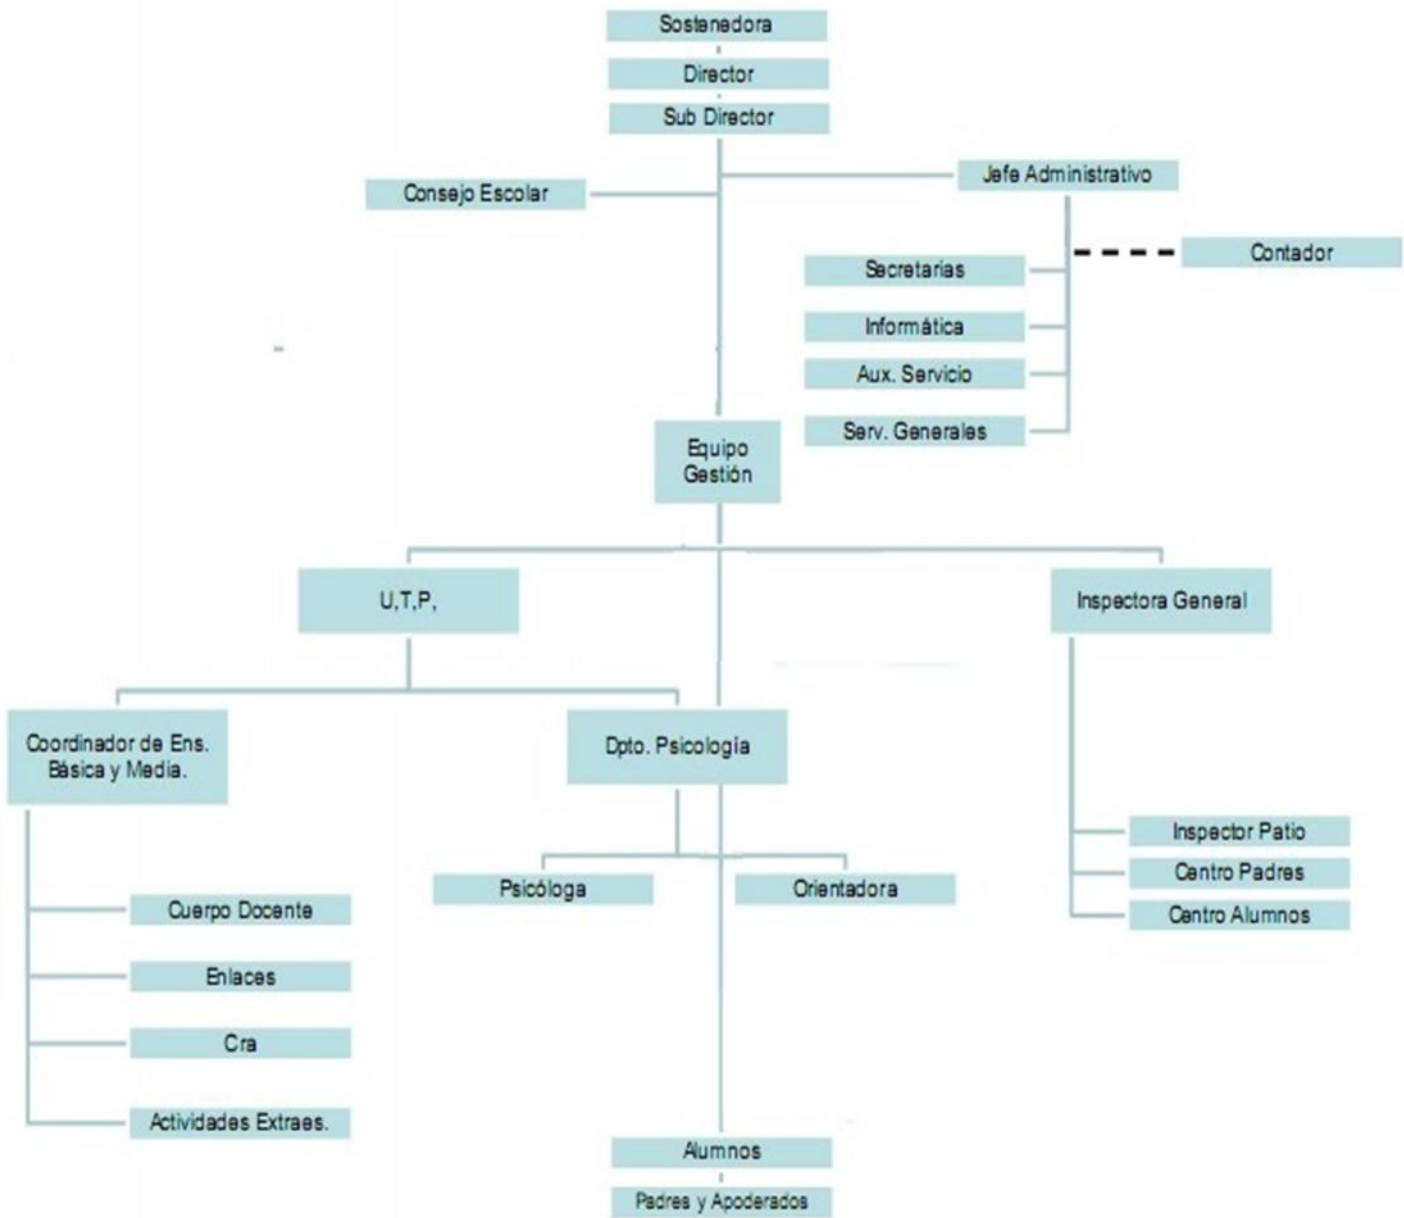 Sostenedora
Director
Sub Director
Jefe Administrativo
Consejo Escolar
Contador
Secretarias
Informática
Aux. Servicio
Serv. Generales
Equipo
Gestión
U,T,P,
Inspectora General
Coordinador de Ens.
Básica y Media.
Dpto. Psicología
Inspector Patio
Centro Padres
Centro Alumnos
Psicóloga
Orientadora
Cuerpo Docente
Enlaces
Cra
Actividades Extraes.
Alumnos
Padres y Apoderados